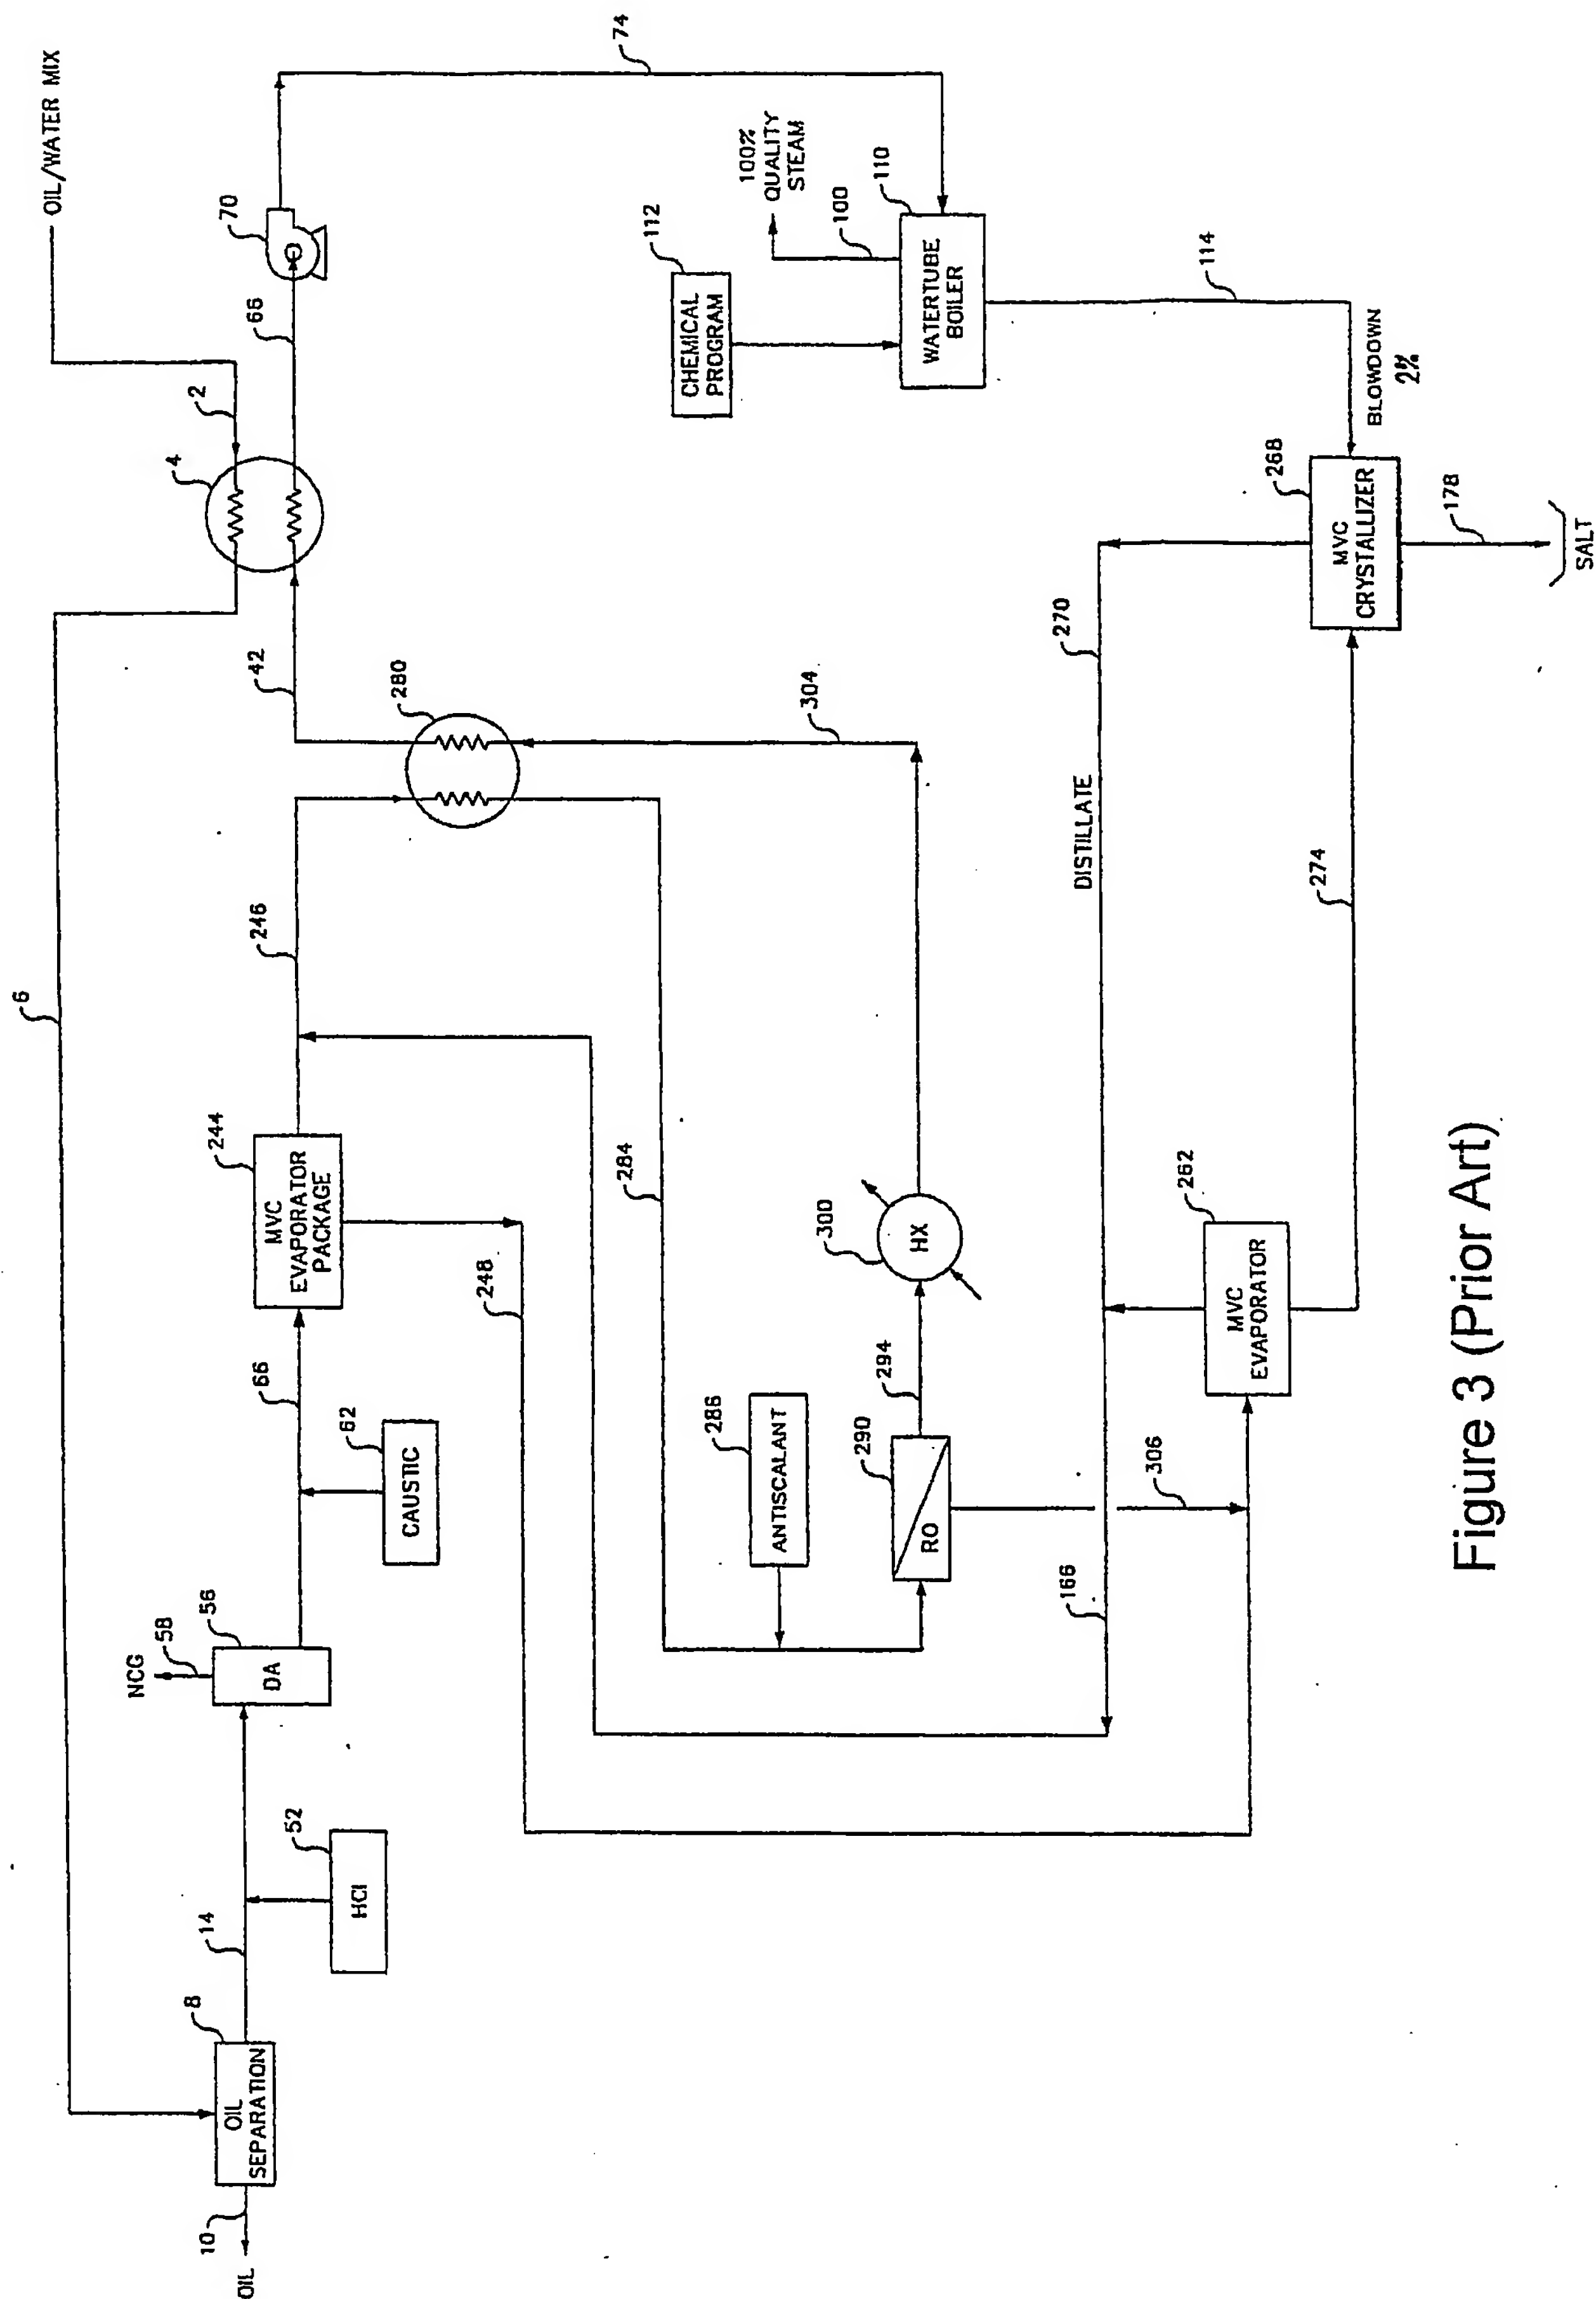 OIL/WATER MIX
6
2
4
66
70
74
42
280
246
244
MVC
EVAPORATOR
PACKAGE
66
62
CAUSTIC
NCG
58
56
DA
52
HCl
14
8
OIL
SEPARATION
10
OIL
248
284
286
ANTISCALANT
290
RO
294
300
HX
304
306
166
DISTILLATE
270
262
MVC
EVAPORATOR
274
112
CHEMICAL
PROGRAM
100%
QUALITY
STEAM
100
110
WATERTUBE
BOILER
114
BLOWDOWN
2%
268
MVC
CRYSTALLIZER
178
SALT
Figure 3 (Prior Art)